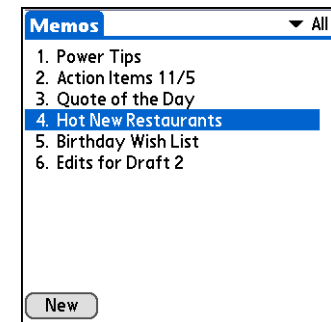 Memos All
1. Power Tips
2. Action Items 11/5
3. Quote of the Day
4. Hot New Restaurants
5. Birthday Wish List
6. Edits for Draft 2
New